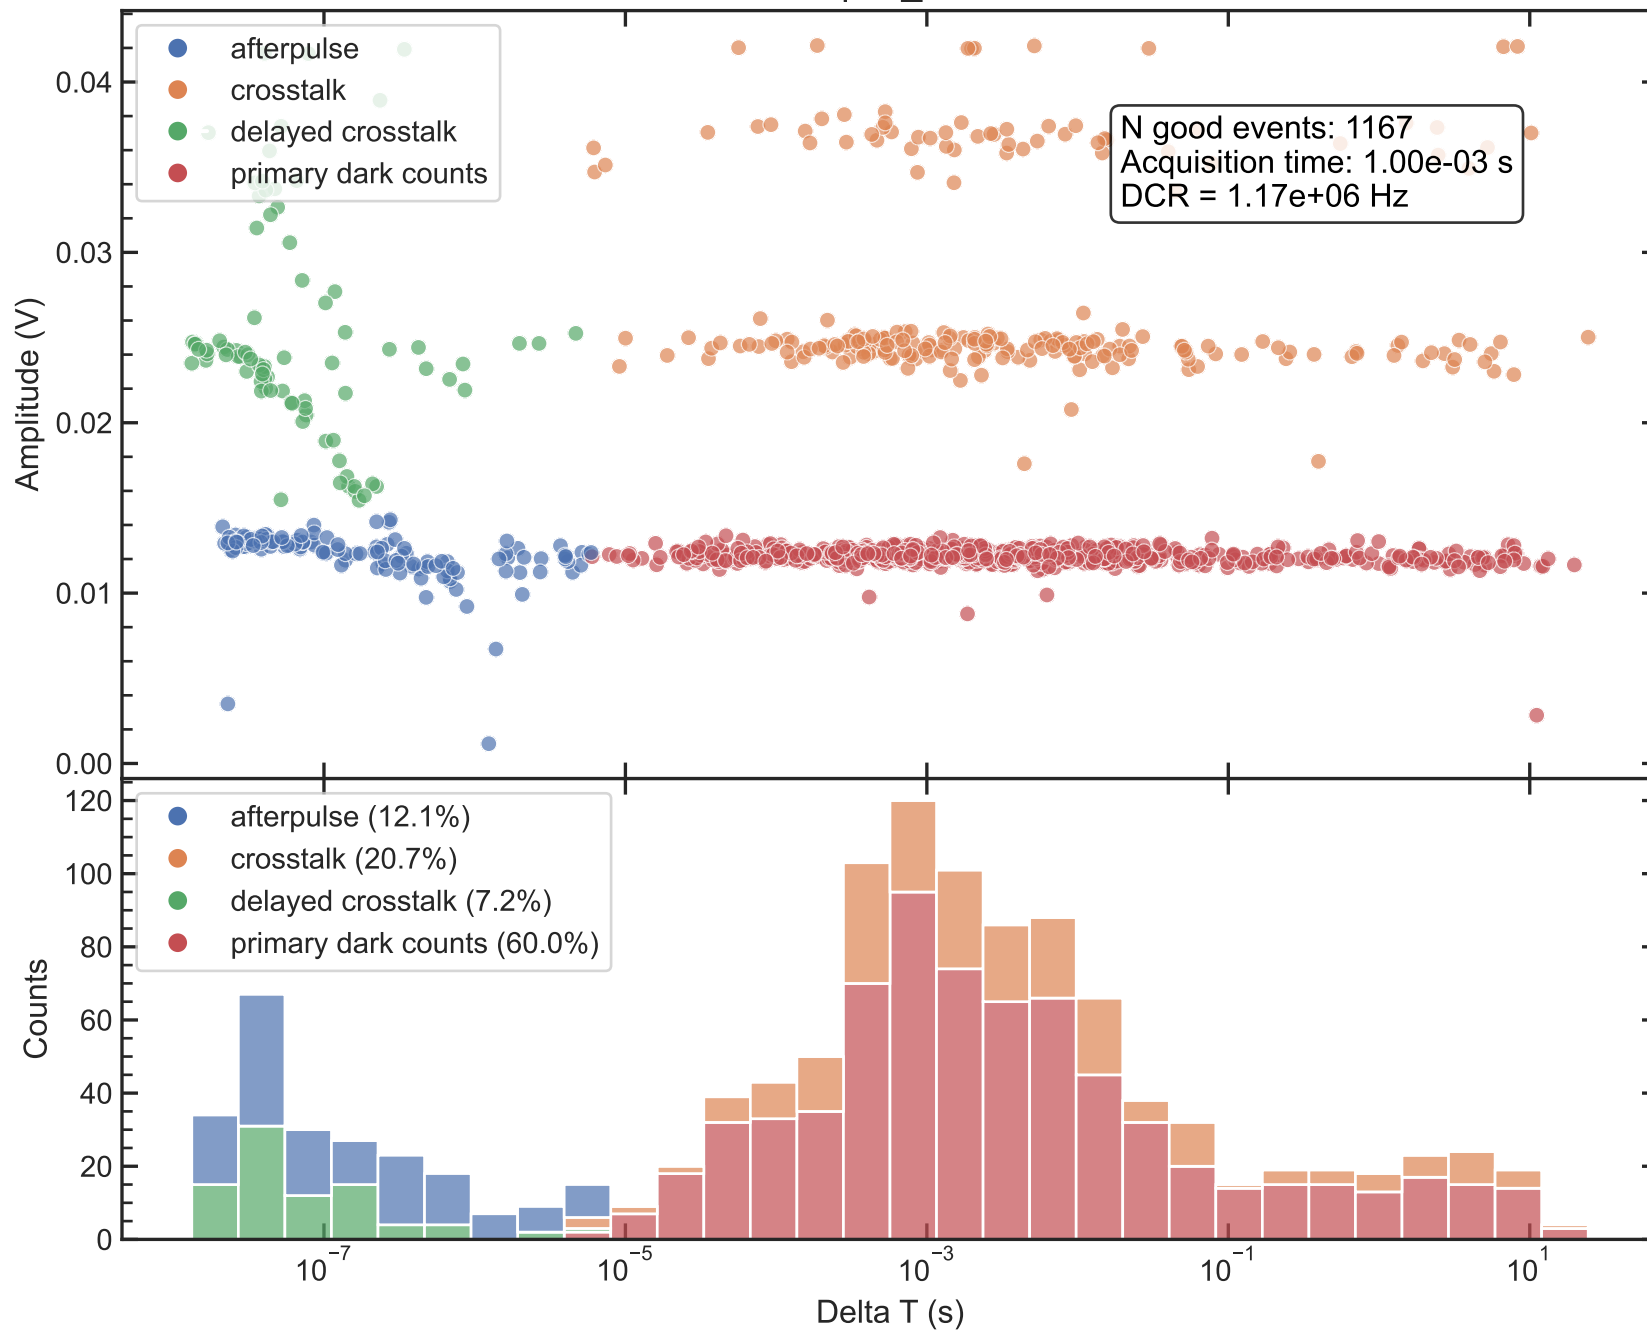 afterpulse
crosstalk
delayed crosstalk
primary dark counts
N good events: 1167
Acquisition time: 1.00e-03 s
DCR = 1.17e+06 Hz
0.04
0.03
0.02
0.01
0.00
Amplitude (V)
afterpulse (12.1%)
crosstalk (20.7%)
delayed crosstalk (7.2%)
primary dark counts (60.0%)
120
100
80
60
40
20
0
Counts
10⁻⁷
10⁻⁵
10⁻³
10⁻¹
10¹
Delta T (s)